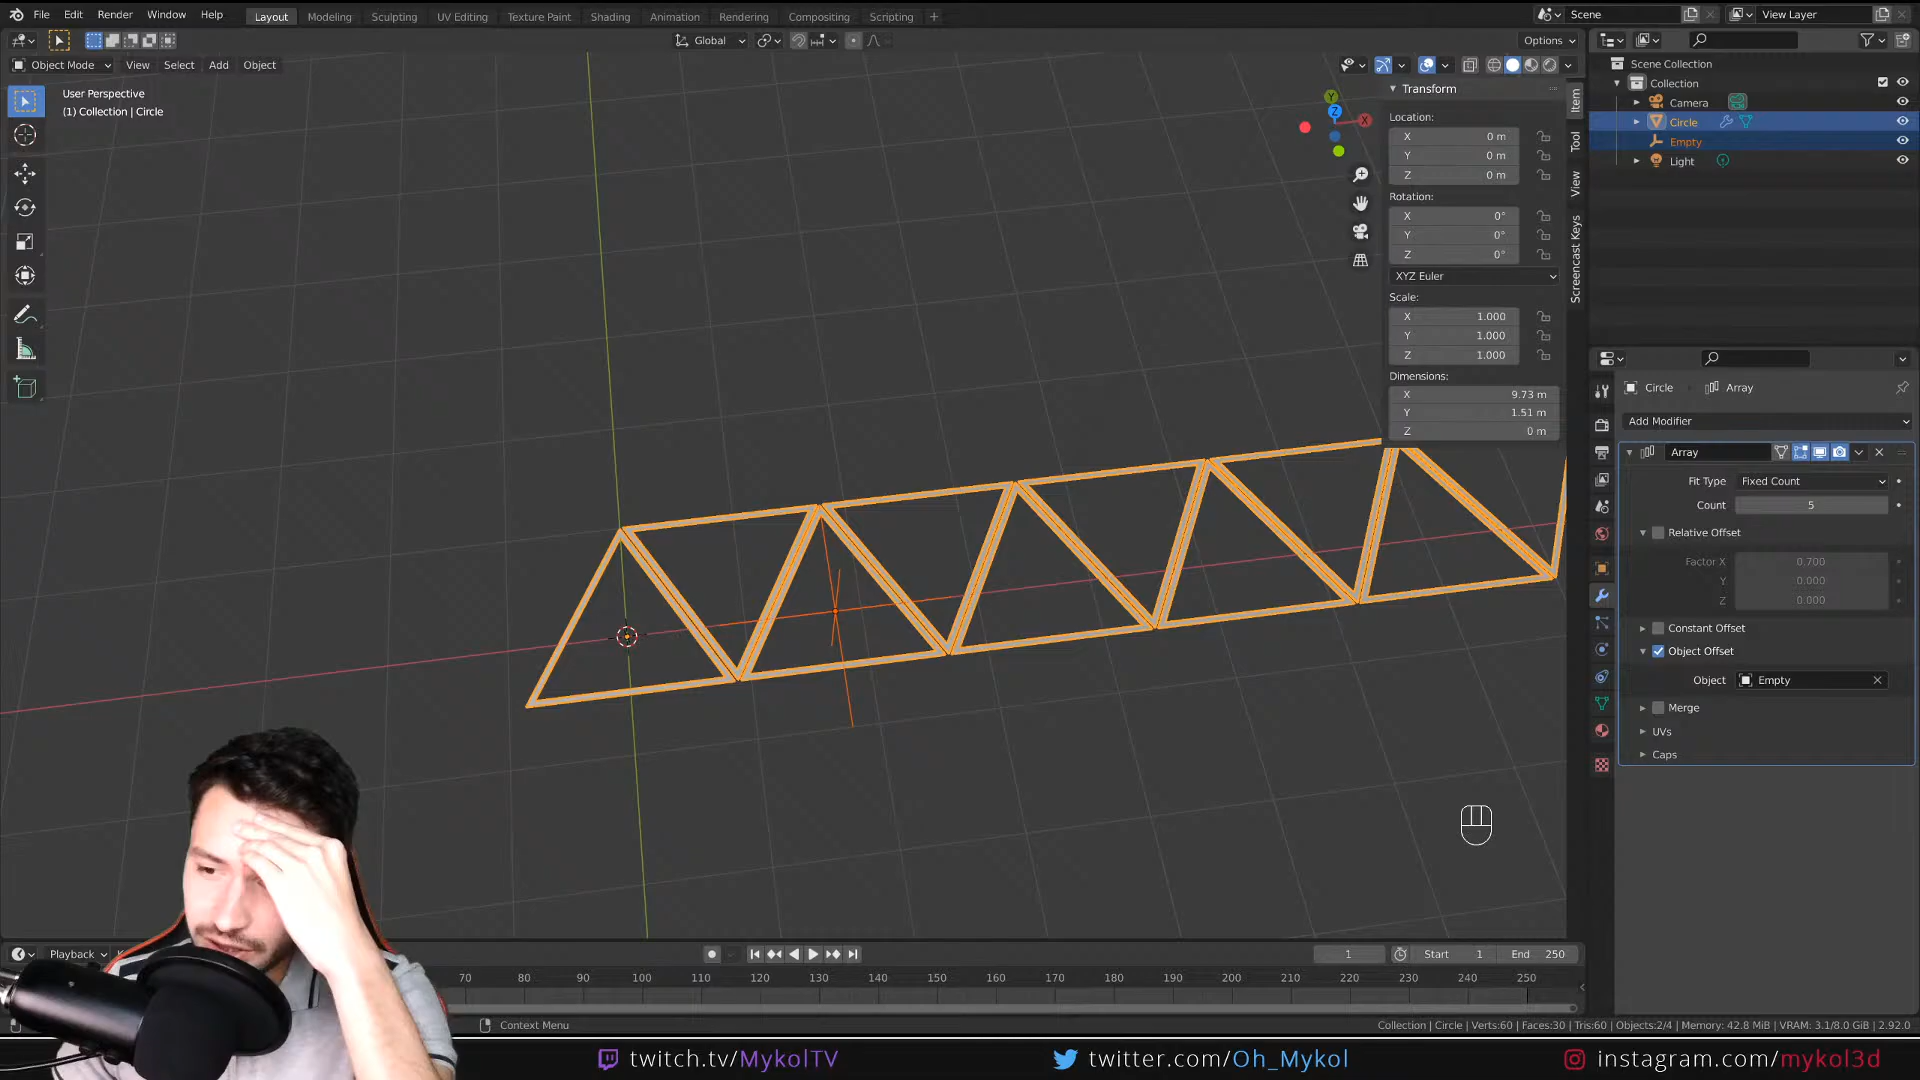 File Edit Render Window Help
Layout Modeling Sculpting UV Editing Texture Paint Shading Animation Rendering Compositing Scripting +
Scene
View Layer
Global
Options
Object Mode View Select Add Object
User Perspective
(1) Collection | Circle
Y
Z
X
Transform
Location:
X 0 m
Y 0 m
Z 0 m
Rotation:
X 0°
Y 0°
Z 0°
XYZ Euler
Scale:
X 1.000
Y 1.000
Z 1.000
Dimensions:
X 9.73 m
Y 1.51 m
Z 0 m
Item
Tool
View
Screencast Keys
Scene Collection
Collection
Camera
Circle
Empty
Light
Circle Array
Add Modifier
Array
Fit Type Fixed Count
Count 5
Relative Offset
Factor X 0.700
Y 0.000
Z 0.000
Constant Offset
Object Offset
Object Empty
Merge
UVs
Caps
Playback
1
Start 1
End 250
70 80 90 100 110 120 130 140 150 160 170 180 190 200 210 220 230 240 250
Context Menu
Collection | Circle | Verts:60 | Faces:30 | Tris:60 | Objects:2/4 | Memory: 42.8 MiB | VRAM: 3.1/8.0 GiB | 2.92.0
twitch.tv/MykolTV
twitter.com/Oh_Mykol
instagram.com/mykol3d